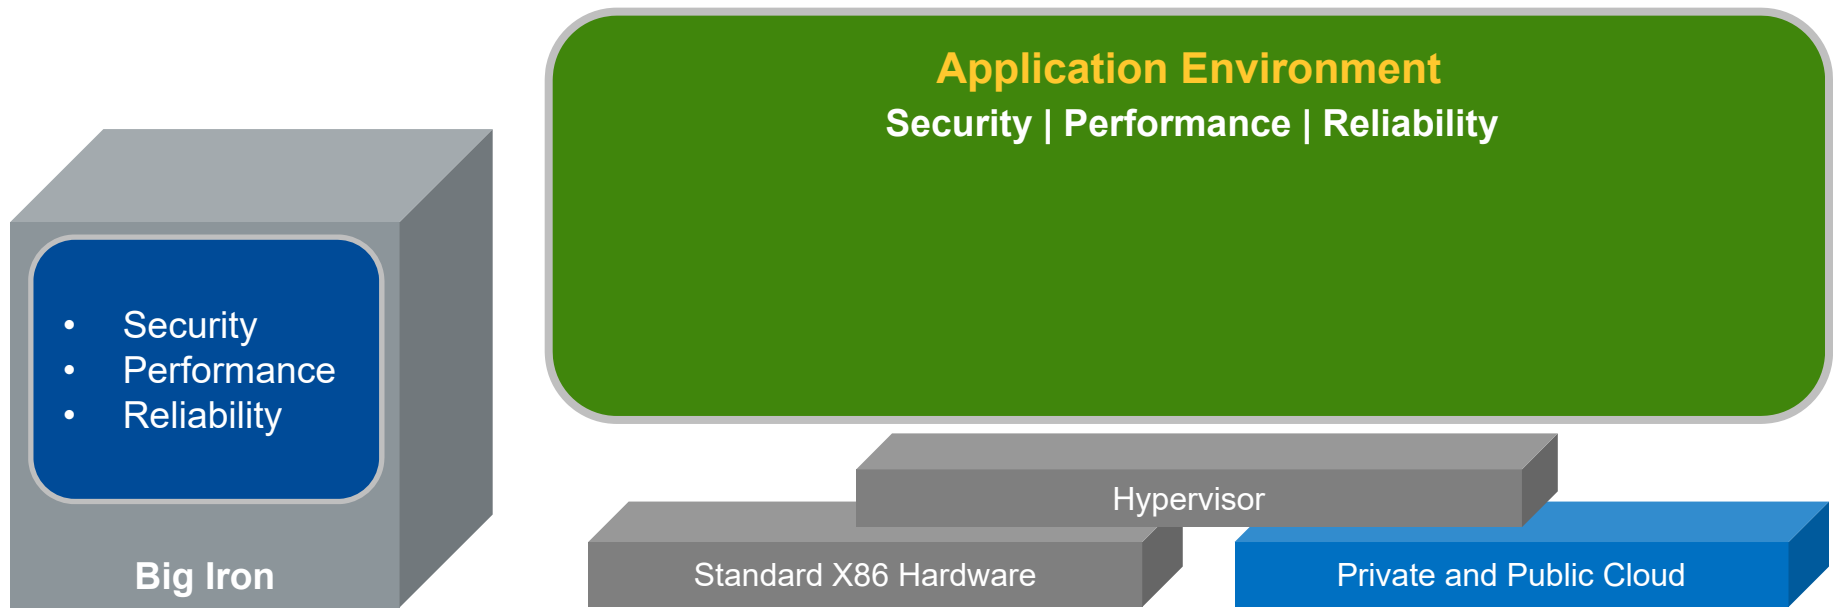 Application Environment
Security | Performance | Reliability
• Security
• Performance
• Reliability
Big Iron
Hypervisor
Standard X86 Hardware
Private and Public Cloud